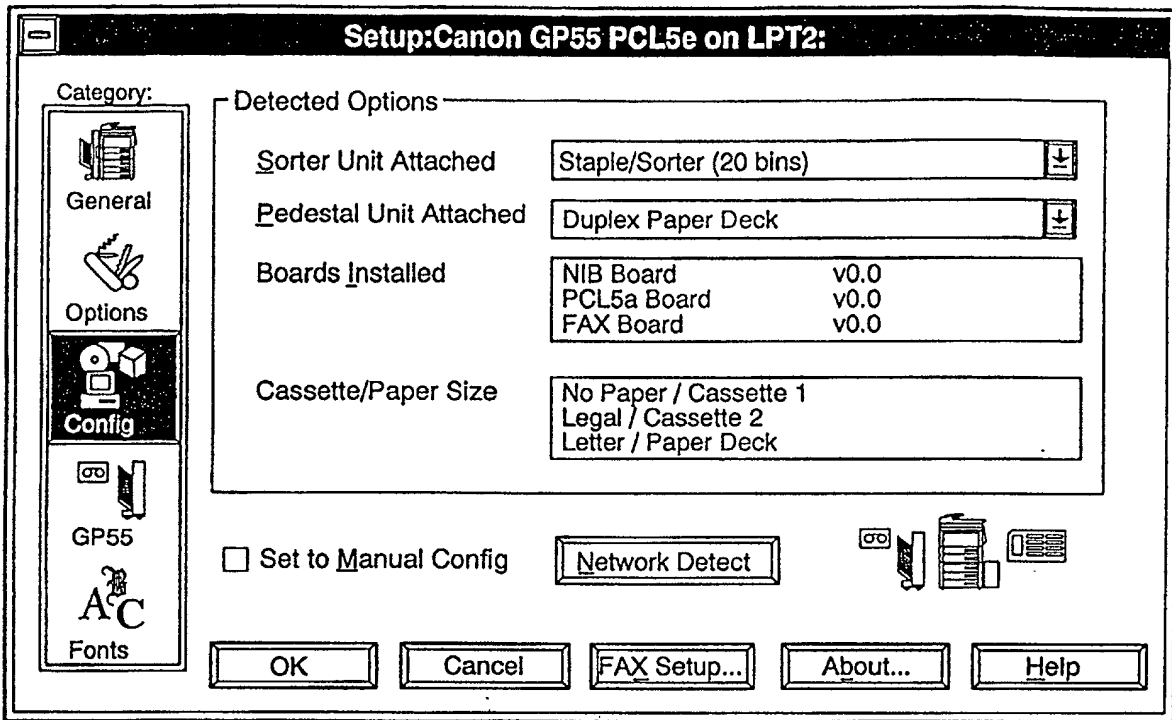 Setup:Canon GP55 PCL5e on LPT2:
Category:
General
Options
Config
GP55
Fonts
Detected Options
Sorter Unit Attached
Staple/Sorter (20 bins)
Pedestal Unit Attached
Duplex Paper Deck
Boards Installed
NIB Board v0.0
PCL5a Board v0.0
FAX Board v0.0
Cassette/Paper Size
No Paper / Cassette 1
Legal / Cassette 2
Letter / Paper Deck
Set to Manual Config
Network Detect
OK
Cancel
FAX Setup...
About...
Help